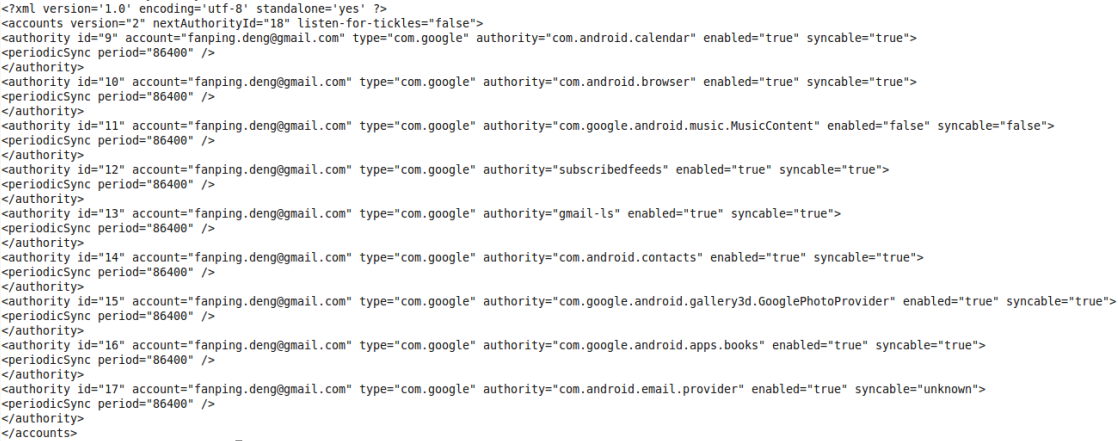 <?xml version='1.0' encoding='utf-8' standalone='yes' ?>
<accounts version="2" nextAuthorityId="18" listen-for-tickles="false">
<authority id="9" account="fanping.deng@gmail.com" type="com.google" authority="com.android.calendar" enabled="true" syncable="true">
<periodicSync period="86400" />
</authority>
<authority id="10" account="fanping.deng@gmail.com" type="com.google" authority="com.android.browser" enabled="true" syncable="true">
<periodicSync period="86400" />
</authority>
<authority id="11" account="fanping.deng@gmail.com" type="com.google" authority="com.google.android.music.MusicContent" enabled="false" syncable="false">
<periodicSync period="86400" />
</authority>
<authority id="12" account="fanping.deng@gmail.com" type="com.google" authority="subscribedfeeds" enabled="true" syncable="true">
<periodicSync period="86400" />
</authority>
<authority id="13" account="fanping.deng@gmail.com" type="com.google" authority="gmail-ls" enabled="true" syncable="true">
<periodicSync period="86400" />
</authority>
<authority id="14" account="fanping.deng@gmail.com" type="com.google" authority="com.android.contacts" enabled="true" syncable="true">
<periodicSync period="86400" />
</authority>
<authority id="15" account="fanping.deng@gmail.com" type="com.google" authority="com.google.android.gallery3d.GooglePhotoProvider" enabled="true" syncable="true">
<periodicSync period="86400" />
</authority>
<authority id="16" account="fanping.deng@gmail.com" type="com.google" authority="com.google.android.apps.books" enabled="true" syncable="true">
<periodicSync period="86400" />
</authority>
<authority id="17" account="fanping.deng@gmail.com" type="com.google" authority="com.android.email.provider" enabled="true" syncable="unknown">
<periodicSync period="86400" />
</authority>
</accounts>